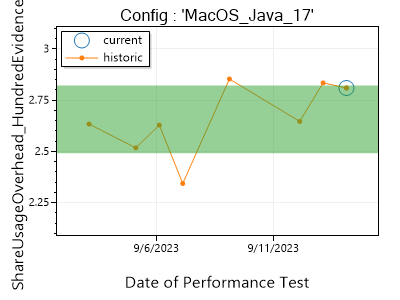 Config : 'MacOS_Java_17'
current
historic
ShareUsageOverhead_HundredEvidence
3
2.75
2.5
2.25
9/6/2023
9/11/2023
Date of Performance Test